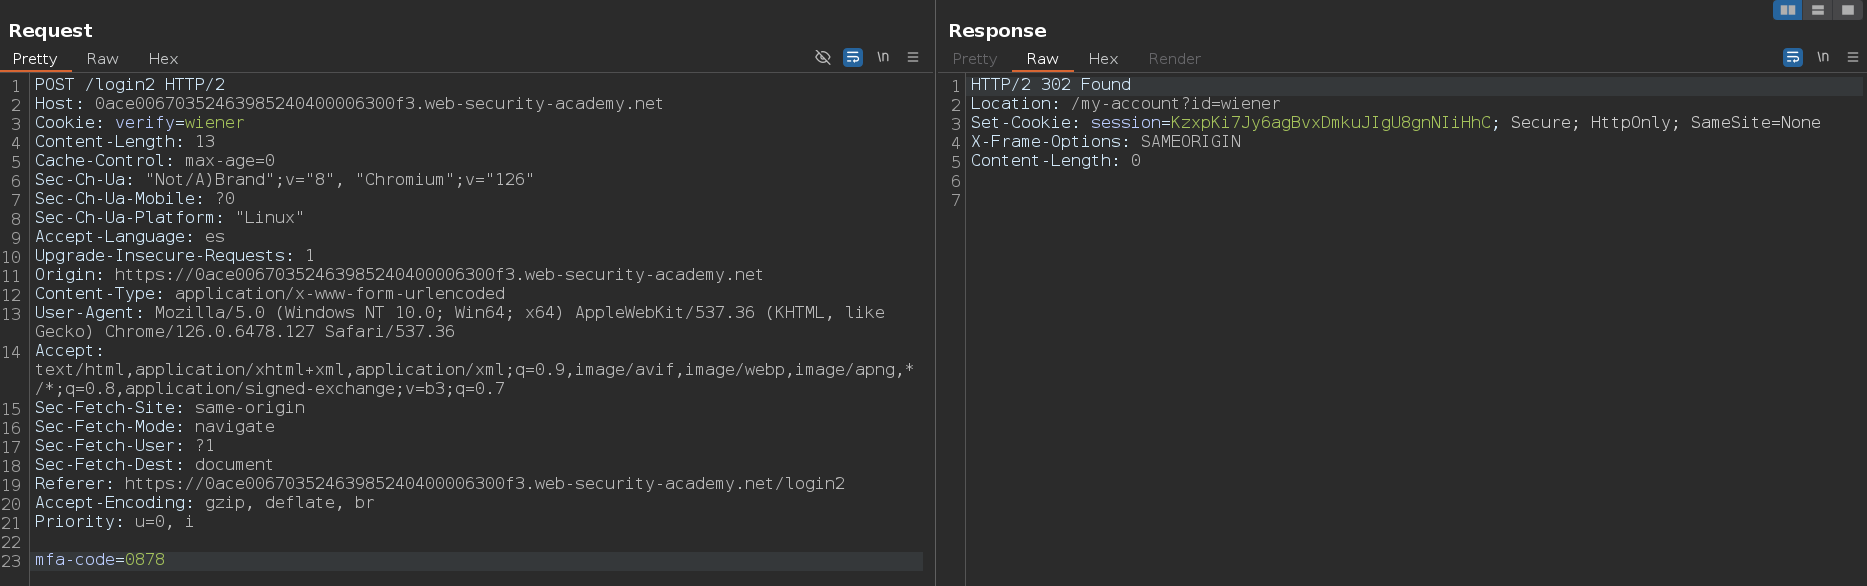 Request
Pretty Raw Hex \n
1 POST /login2 HTTP/2
2 Host: 0ace00670352463985240400006300f3.web-security-academy.net
3 Cookie: verify=wiener
4 Content-Length: 13
5 Cache-Control: max-age=0
6 Sec-Ch-Ua: "Not/A)Brand";v="8", "Chromium";v="126"
7 Sec-Ch-Ua-Mobile: ?0
8 Sec-Ch-Ua-Platform: "Linux"
9 Accept-Language: es
10 Upgrade-Insecure-Requests: 1
11 Origin: https://0ace00670352463985240400006300f3.web-security-academy.net
12 Content-Type: application/x-www-form-urlencoded
13 User-Agent: Mozilla/5.0 (Windows NT 10.0; Win64; x64) AppleWebKit/537.36 (KHTML, like
Gecko) Chrome/126.0.6478.127 Safari/537.36
14 Accept:
text/html,application/xhtml+xml,application/xml;q=0.9,image/avif,image/webp,image/apng,*
/*;q=0.8,application/signed-exchange;v=b3;q=0.7
15 Sec-Fetch-Site: same-origin
16 Sec-Fetch-Mode: navigate
17 Sec-Fetch-User: ?1
18 Sec-Fetch-Dest: document
19 Referer: https://0ace00670352463985240400006300f3.web-security-academy.net/login2
20 Accept-Encoding: gzip, deflate, br
21 Priority: u=0, i
22
23 mfa-code=0878
Response
Pretty Raw Hex Render \n
1 HTTP/2 302 Found
2 Location: /my-account?id=wiener
3 Set-Cookie: session=KzxpKi7Jy6agBvxDmkuJIgU8gnNIiHhC; Secure; HttpOnly; SameSite=None
4 X-Frame-Options: SAMEORIGIN
5 Content-Length: 0
6
7